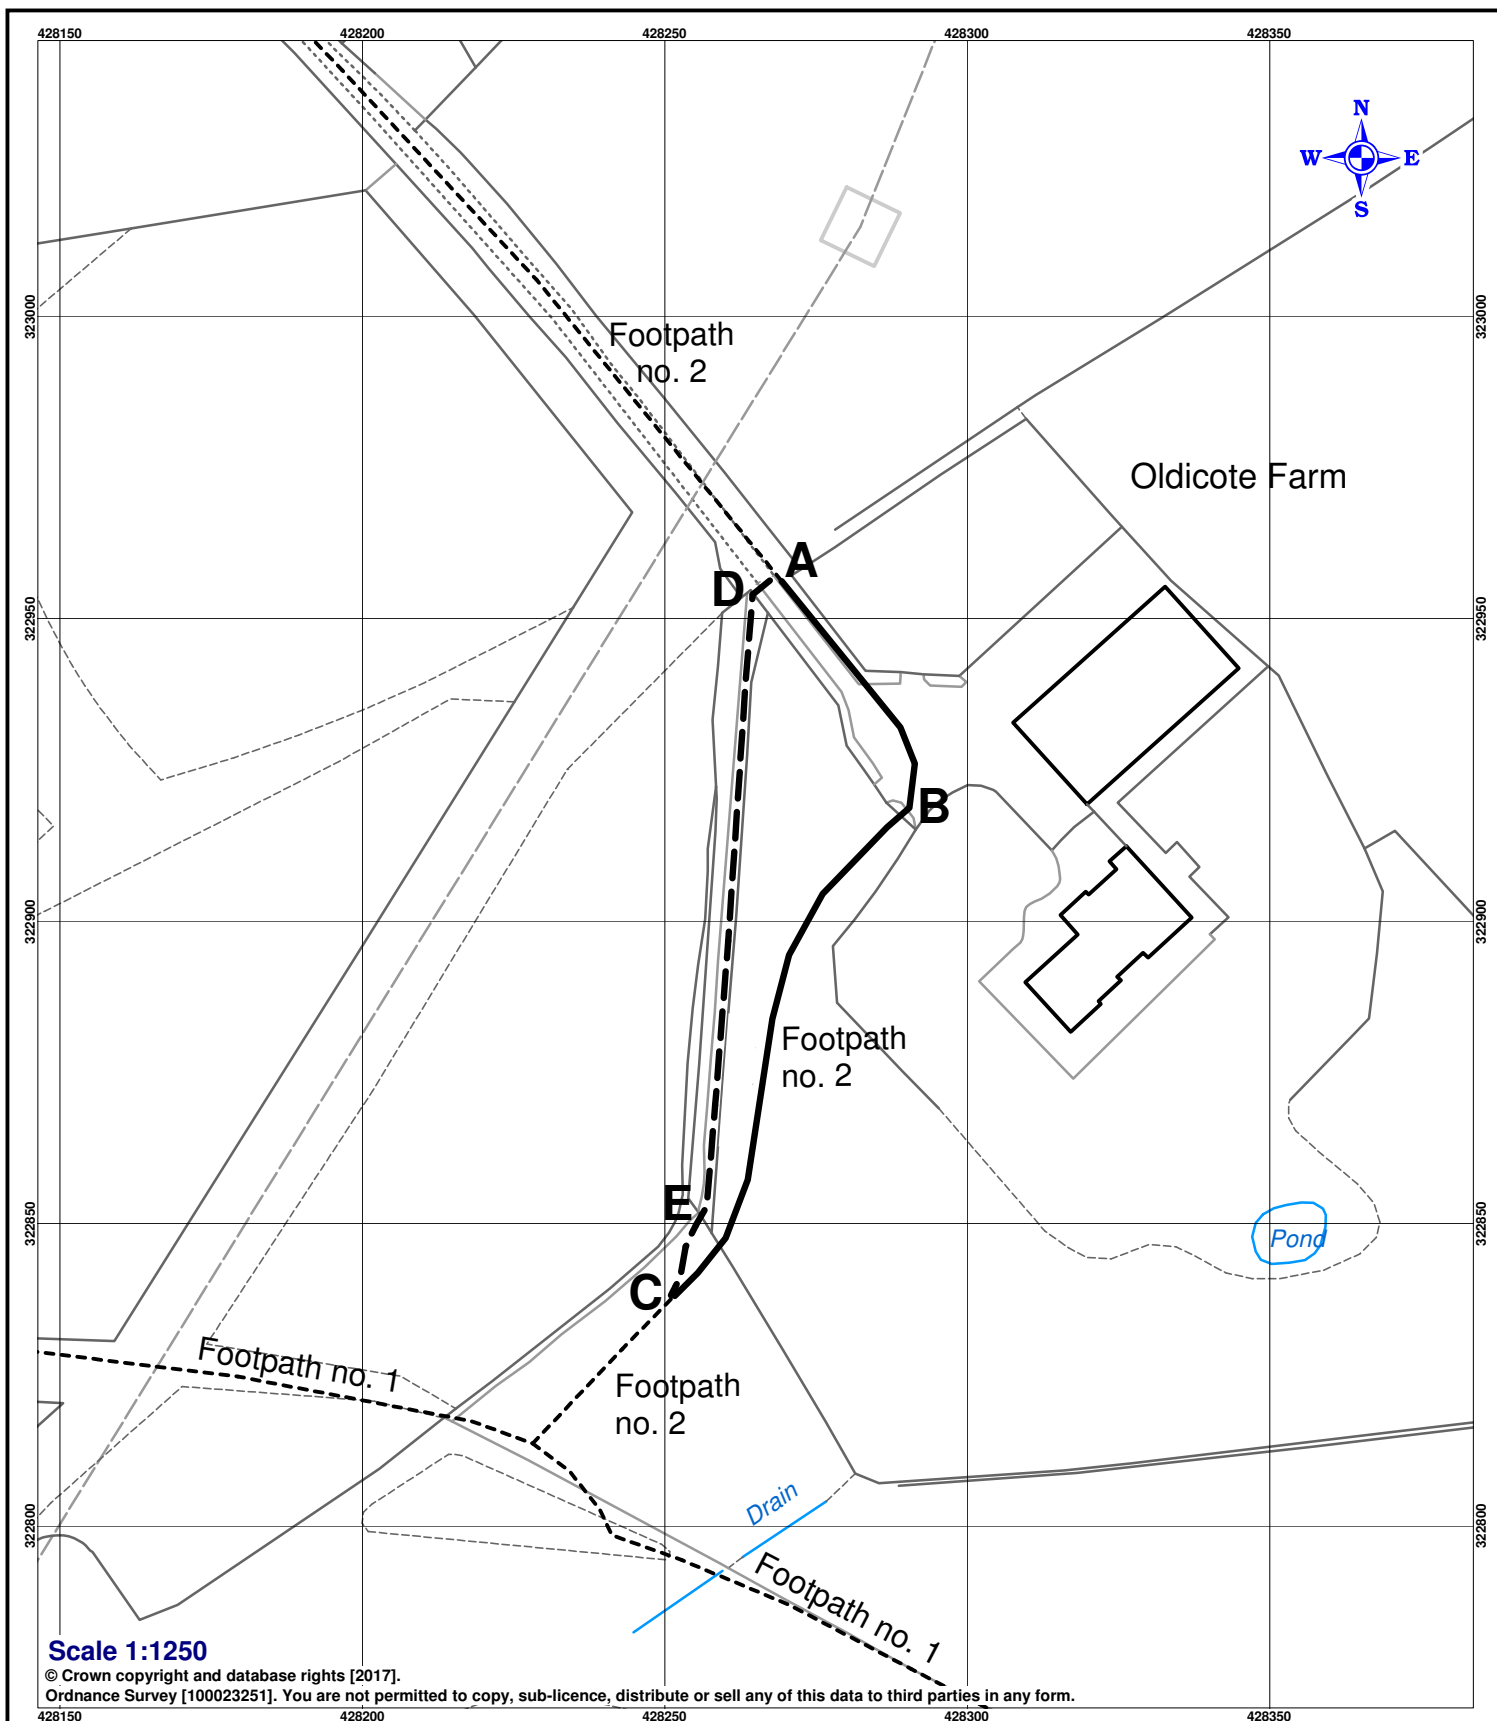 428150
428200
428250
428300
428350
N
W
E
S
323000
323000
Footpath
no. 2
Oldicote Farm
A
D
322950
322950
B
322900
322900
Footpath
no. 2
E
322850
322850
Pond
C
Footpath no. 1
Footpath
no. 2
Drain
322800
322800
Footpath no. 1
Scale 1:1250
© Crown copyright and database rights [2017].
Ordnance Survey [100023251]. You are not permitted to copy, sub-licence, distribute or sell any of this data to third parties in any form.
428150
428200
428250
428300
428350